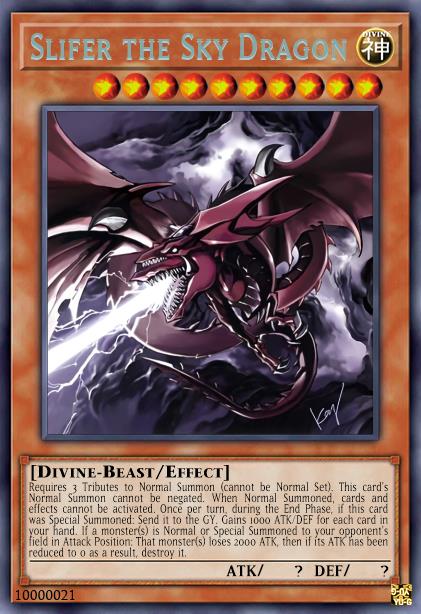 SLIFER THE SKY DRAGON
DIVINE
神
Kay
[DIVINE-BEAST/EFFECT]
Requires 3 Tributes to Normal Summon (cannot be Normal Set). This card's
Normal Summon cannot be negated. When Normal Summoned, cards and
effects cannot be activated. Once per turn, during the End Phase, if this card
was Special Summoned: Send it to the GY. Gains 1000 ATK/DEF for each card in
your hand. If a monster(s) is Normal or Special Summoned to your opponent's
field in Attack Position: That monster(s) loses 2000 ATK, then if its ATK has been
reduced to 0 as a result, destroy it.
ATK/ ? DEF/ ?
10000021